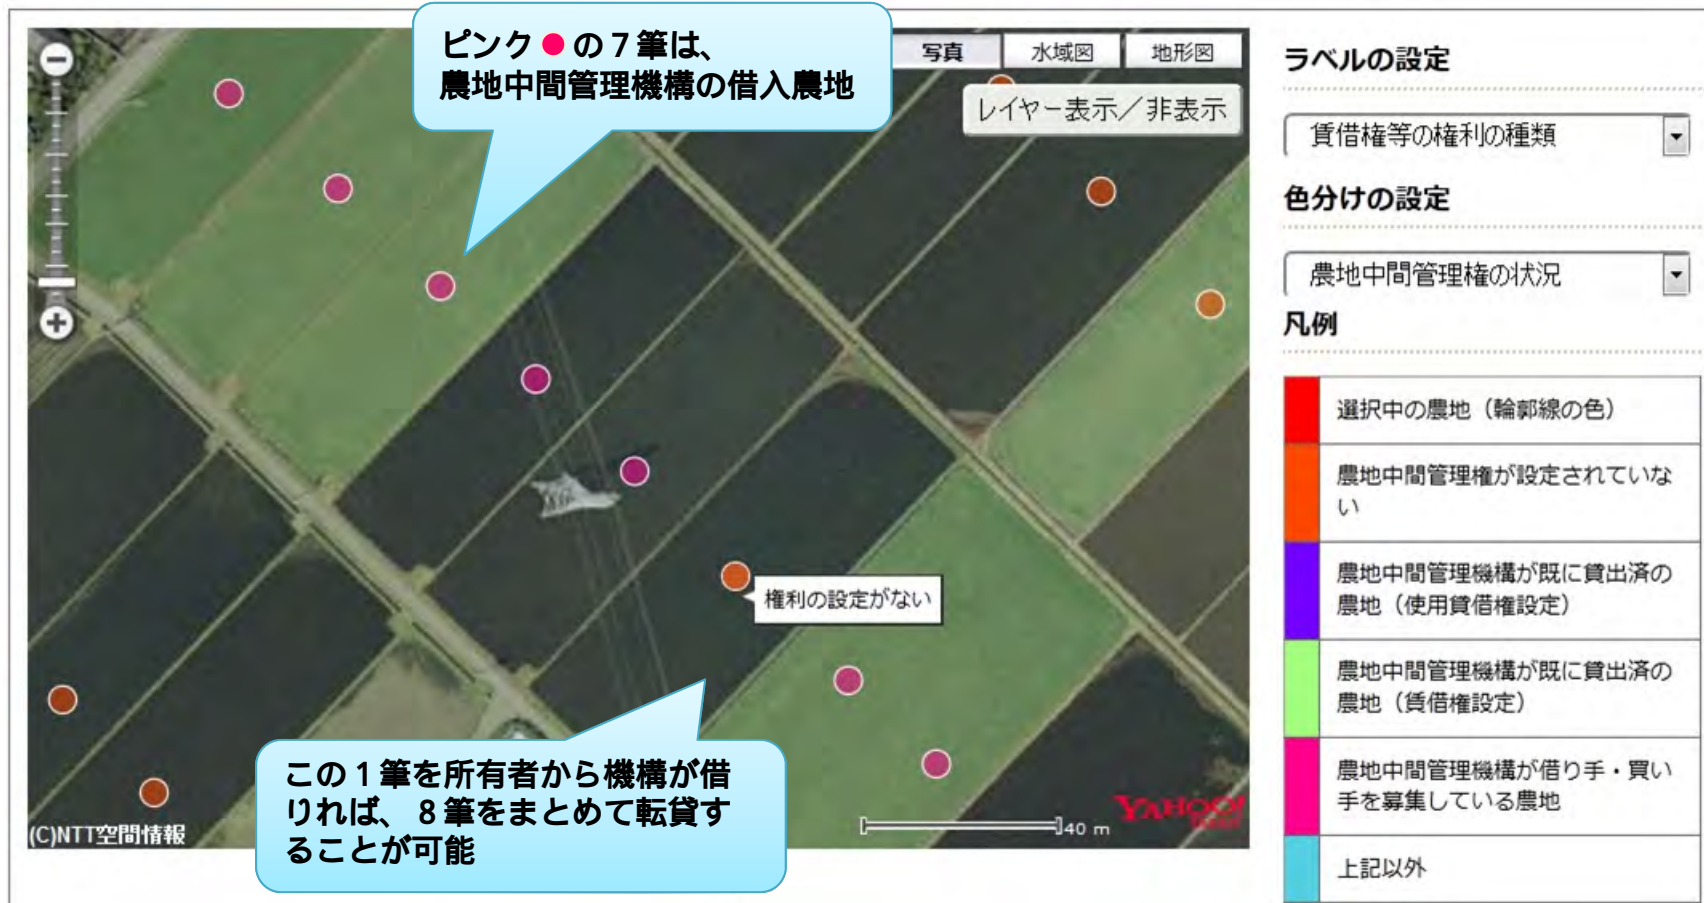 ピンク●の７筆は、
農地中間管理機構の借入農地
写真
水域図
地形図
レイヤー表示／非表示
権利の設定がない
この１筆を所有者から機構が借
りれば、８筆をまとめて転貸す
ることが可能
(C)NTT空間情報
40 m
YAHOO!
ラベルの設定
賃借権等の権利の種類
色分けの設定
農地中間管理権の状況
凡例
選択中の農地（輪郭線の色）
農地中間管理権が設定されていな
い
農地中間管理機構が既に貸出済の
農地（使用貸借権設定）
農地中間管理機構が既に貸出済の
農地（賃借権設定）
農地中間管理機構が借り手・買い
手を募集している農地
上記以外